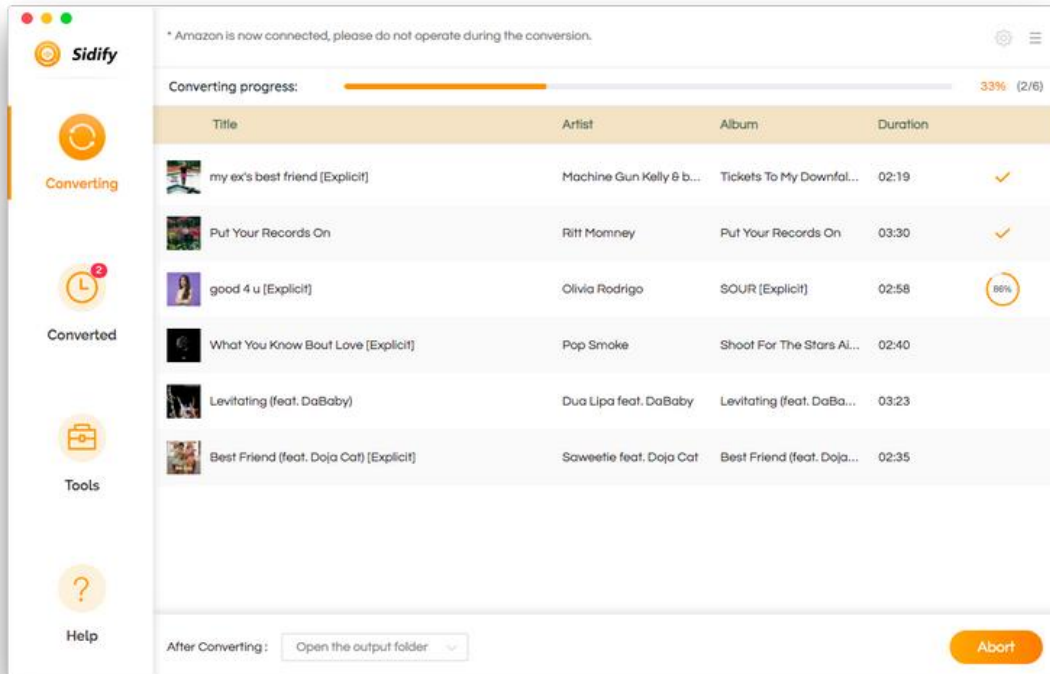 Sidify
* Amazon is now connected, please do not operate during the conversion.
Converting progress: 33% (2/6)
Title Artist Album Duration
my ex's best friend [Explicit] Machine Gun Kelly & b... Tickets To My Downfal... 02:19
Put Your Records On Ritt Momney Put Your Records On 03:30
good 4 u [Explicit] Olivia Rodrigo SOUR [Explicit] 02:58 86%
What You Know Bout Love [Explicit] Pop Smoke Shoot For The Stars Ai... 02:40
Levitating (feat. DaBaby) Dua Lipa feat. DaBaby Levitating (feat. DaBa... 03:23
Best Friend (feat. Doja Cat) [Explicit] Saweetie feat. Doja Cat Best Friend (feat. Doja... 02:35
Converting
2
Converted
Tools
?
Help
After Converting : Open the output folder
Abort